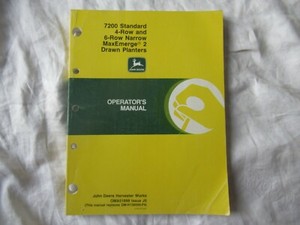 7200 Standard
4-Row and
6-Row Narrow
MaxEmerge® 2
Drawn Planters
OPERATOR'S
MANUAL
John Deere Harvester Works